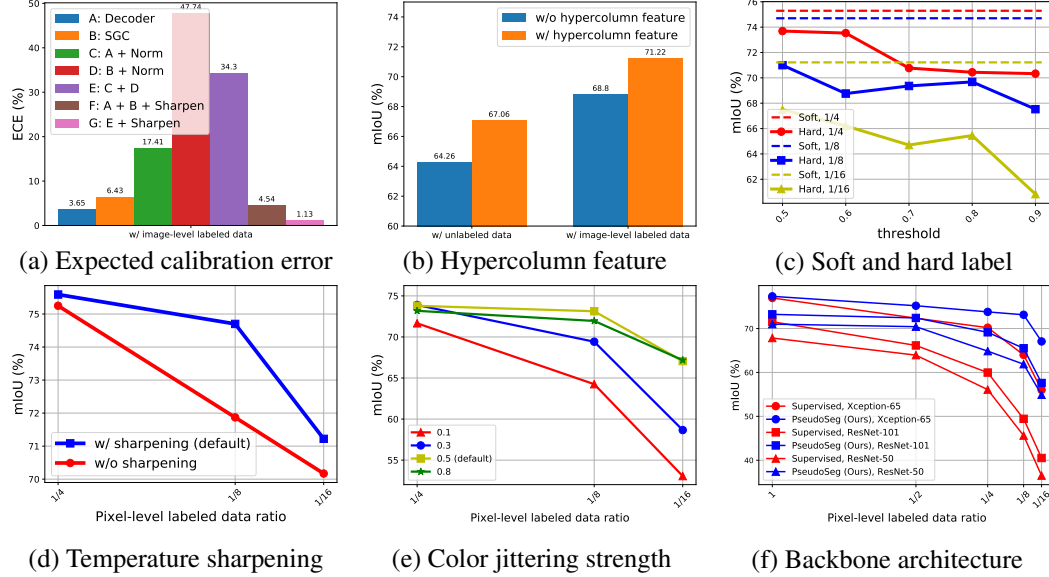 50
40
30
20
10
0
ECE (%)
A: Decoder
B: SGC
C: A + Norm
D: B + Norm
E: C + D
F: A + B + Sharpen
G: E + Sharpen
3.65
6.43
17.41
47.74
34.3
4.54
1.13
w/ image-level labeled data
(a) Expected calibration error
76
74
72
70
68
66
64
62
60
mIoU (%)
w/o hypercolumn feature
w/ hypercolumn feature
64.26
67.06
68.8
71.22
w/ unlabeled data
w/ image-level labeled data
(b) Hypercolumn feature
76
74
72
70
68
66
64
62
mIoU (%)
Soft, 1/4
Hard, 1/4
Soft, 1/8
Hard, 1/8
Soft, 1/16
Hard, 1/16
0.5
0.6
0.7
0.8
0.9
threshold
(c) Soft and hard label
75
74
73
72
71
70
mIoU (%)
w/ sharpening (default)
w/o sharpening
1/4
1/8
1/16
Pixel-level labeled data ratio
(d) Temperature sharpening
75
70
65
60
55
mIoU (%)
0.1
0.3
0.5 (default)
0.8
1/4
1/8
1/16
Pixel-level labeled data ratio
(e) Color jittering strength
70
60
50
40
mIoU (%)
Supervised, Xception-65
PseudoSeg (Ours), Xception-65
Supervised, ResNet-101
PseudoSeg (Ours), ResNet-101
Supervised, ResNet-50
PseudoSeg (Ours), ResNet-50
1
1/2
1/4
1/8
1/16
Pixel-level labeled data ratio
(f) Backbone architecture